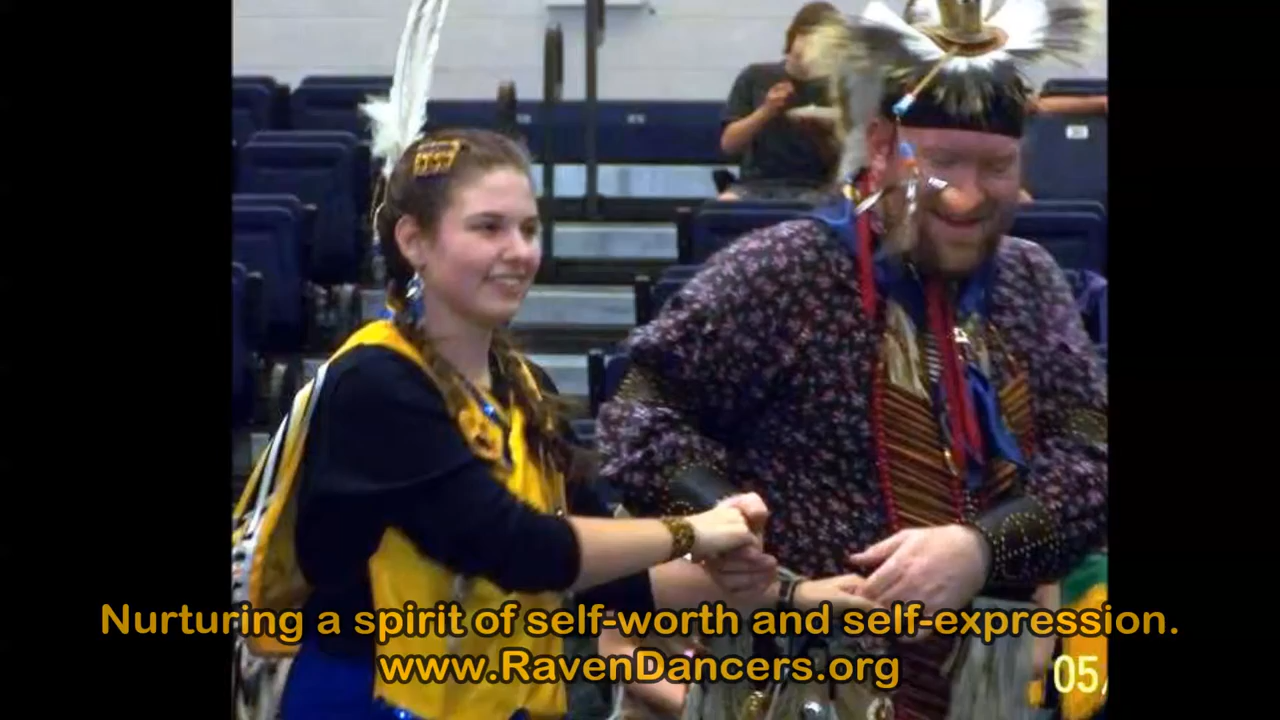 Nurturing a spirit of self-worth and self-expression.
www.RavenDancers.org
05/